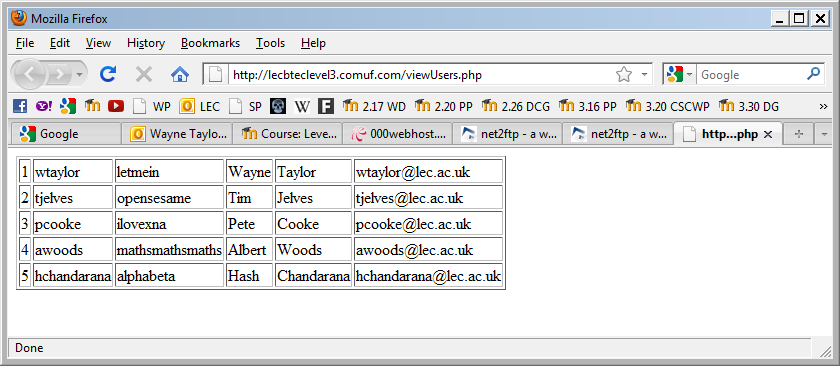 Mozilla Firefox
File Edit View History Bookmarks Tools Help
http://lecbteclevel3.comuf.com/viewUsers.php Google
WP LEC SP W F 2.17 WD 2.20 PP 2.26 DCG 3.16 PP 3.20 CSCWP 3.30 DG »
Google Wayne Taylo... Course: Leve... 000webhost.... net2ftp - a w... net2ftp - a w... http...php
1 wtaylor letmein Wayne Taylor wtaylor@lec.ac.uk
2 tjelves opensesame Tim Jelves tjelves@lec.ac.uk
3 pcooke ilovexna Pete Cooke pcooke@lec.ac.uk
4 awoods mathsmathsmaths Albert Woods awoods@lec.ac.uk
5 hchandarana alphabeta Hash Chandarana hchandarana@lec.ac.uk
Done